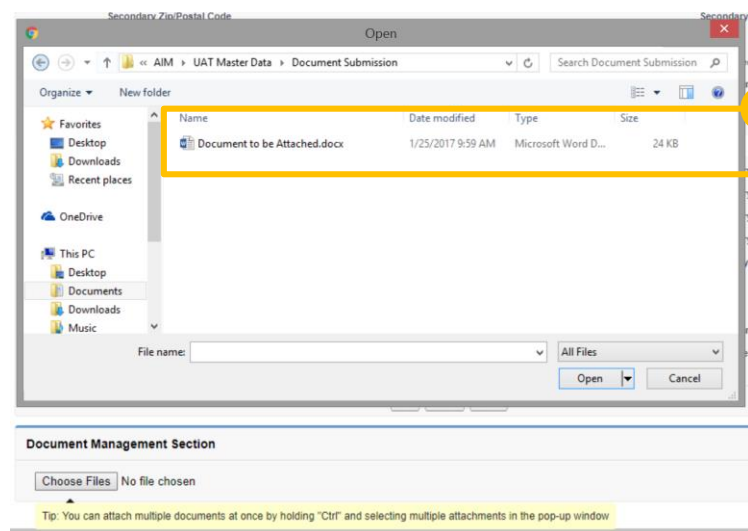 Secondary Zip/Postal Code
Secondary
Open
« AIM › UAT Master Data › Document Submission
Search Document Submission
Organize
New folder
Name Date modified Type Size
Document to be Attached.docx 1/25/2017 9:59 AM Microsoft Word D... 24 KB
Favorites
Desktop
Downloads
Recent places
OneDrive
This PC
Desktop
Documents
Downloads
Music
File name:
All Files
Open
Cancel
Document Management Section
Choose Files No file chosen
Tip: You can attach multiple documents at once by holding "Ctrl" and selecting multiple attachments in the pop-up window